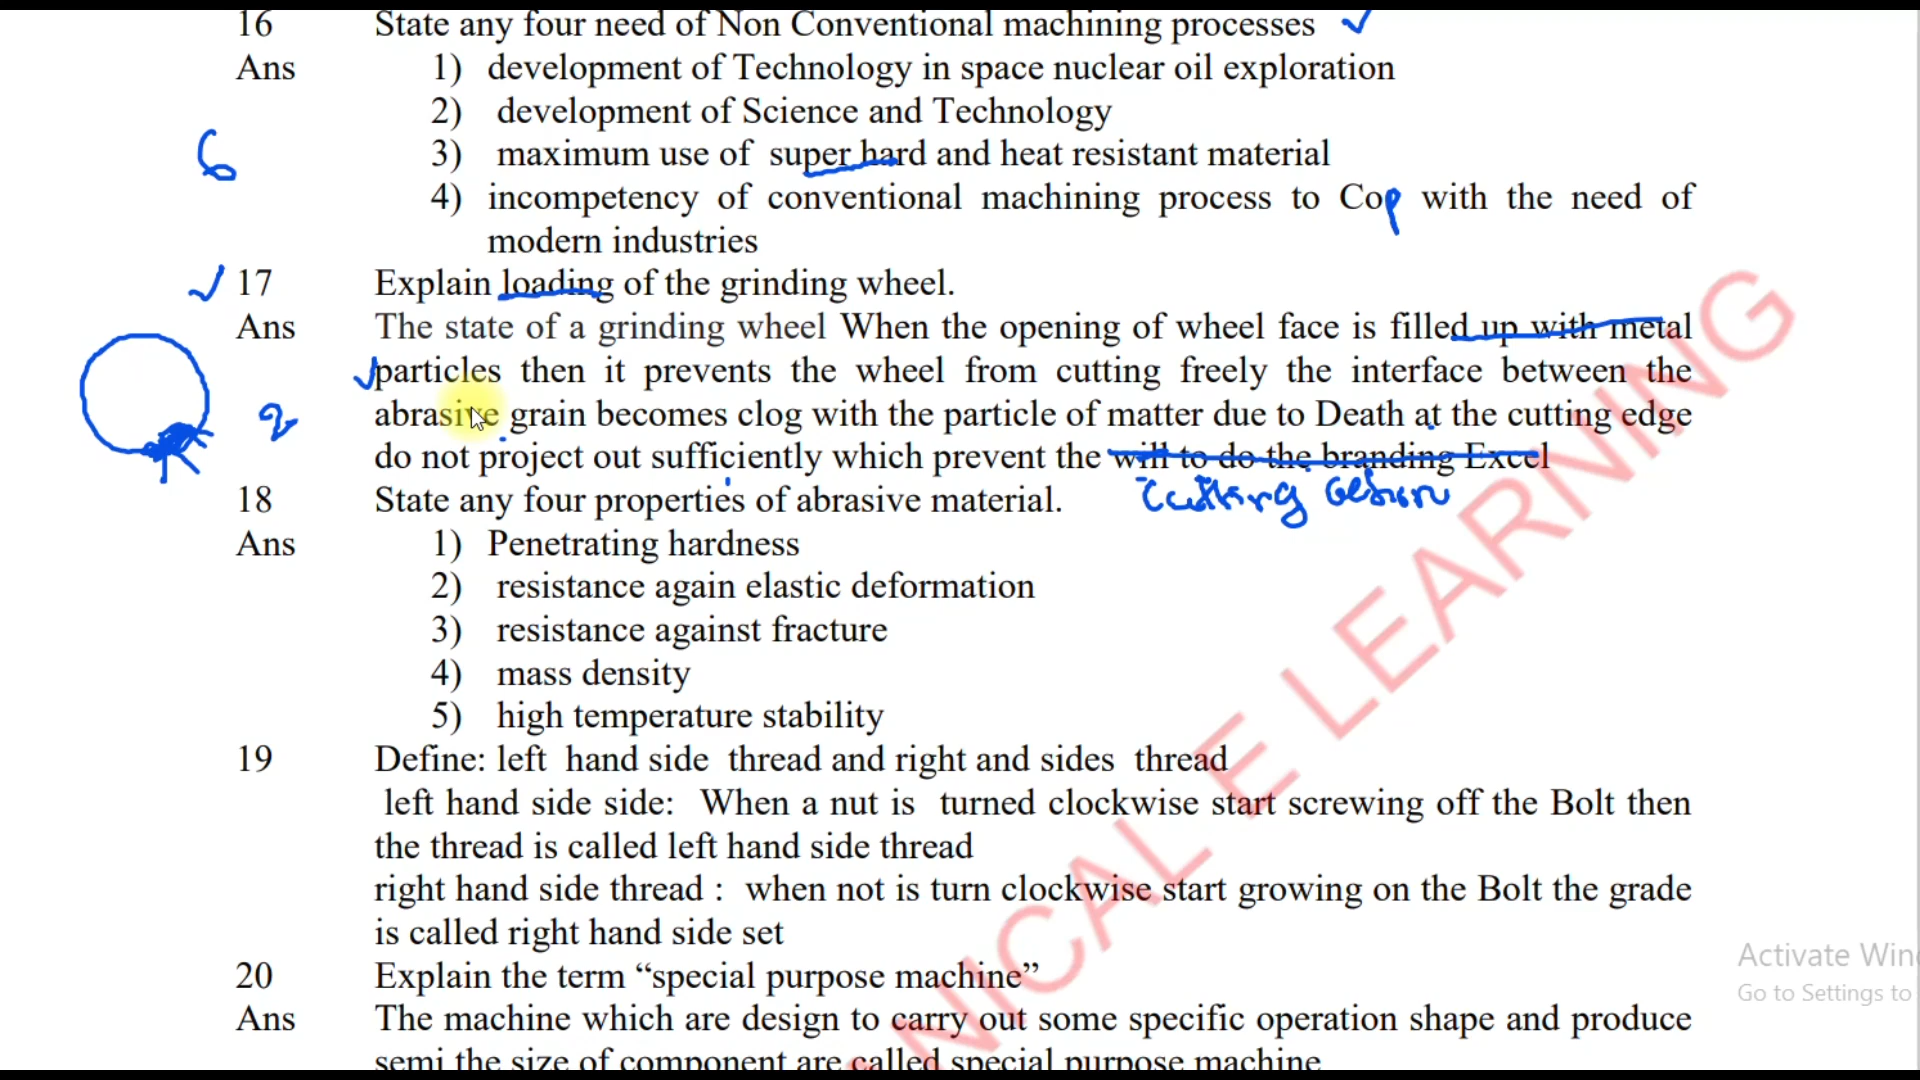 16 State any four need of Non Conventional machining processes
Ans 1) development of Technology in space nuclear oil exploration
2) development of Science and Technology
3) maximum use of super hard and heat resistant material
6
4) incompetency of conventional machining process to Cop with the need of
modern industries
17 Explain loading of the grinding wheel.
Ans The state of a grinding wheel When the opening of wheel face is filled up with metal
particles then it prevents the wheel from cutting freely the interface between the
2
abrasive grain becomes clog with the particle of matter due to Death at the cutting edge
do not project out sufficiently which prevent the will to do the branding Excel
cutting action
18 State any four properties of abrasive material.
Ans 1) Penetrating hardness
2) resistance again elastic deformation
3) resistance against fracture
4) mass density
5) high temperature stability
19 Define: left hand side thread and right and sides thread
left hand side side: When a nut is turned clockwise start screwing off the Bolt then
the thread is called left hand side thread
right hand side thread : when not is turn clockwise start growing on the Bolt the grade
is called right hand side set
20 Explain the term “special purpose machine”
Ans The machine which are design to carry out some specific operation shape and produce
semi the size of component are called special purpose machine
NICAL E LEARNING
Activate Win
Go to Settings to